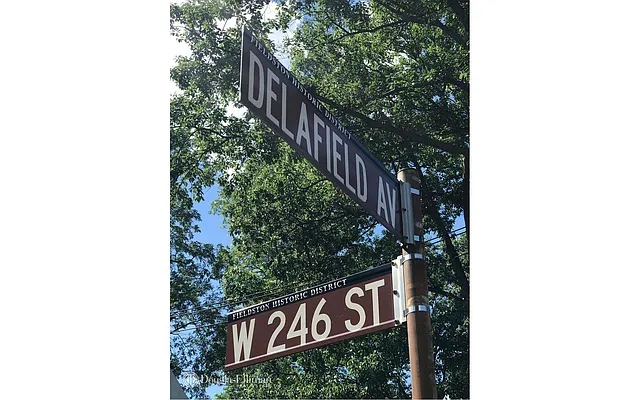 FIELDSTON HISTORIC DISTRICT
DELAFIELD AV
FIELDSTON HISTORIC DISTRICT
W 246 ST
Douglas Elliman